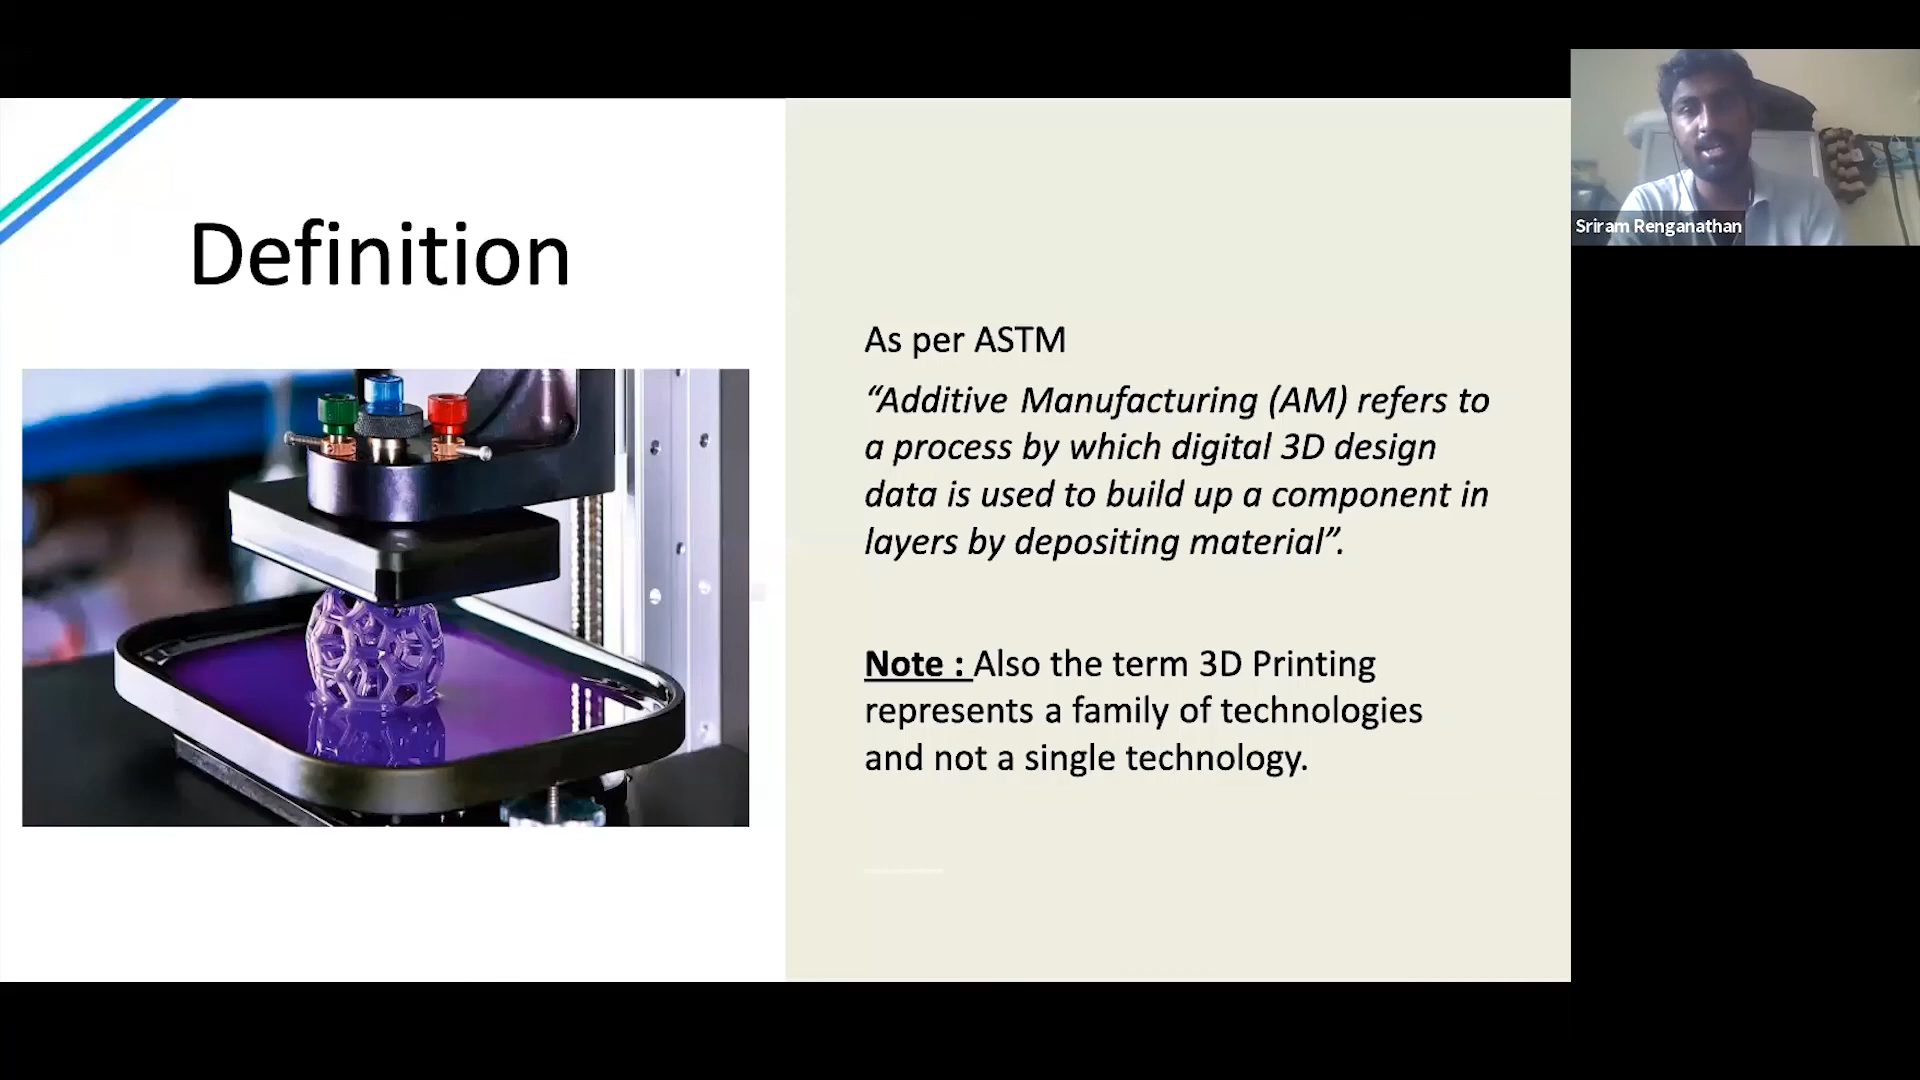 Definition
As per ASTM
“Additive Manufacturing (AM) refers to
a process by which digital 3D design
data is used to build up a component in
layers by depositing material”.
Note : Also the term 3D Printing
represents a family of technologies
and not a single technology.
Sriram Renganathan